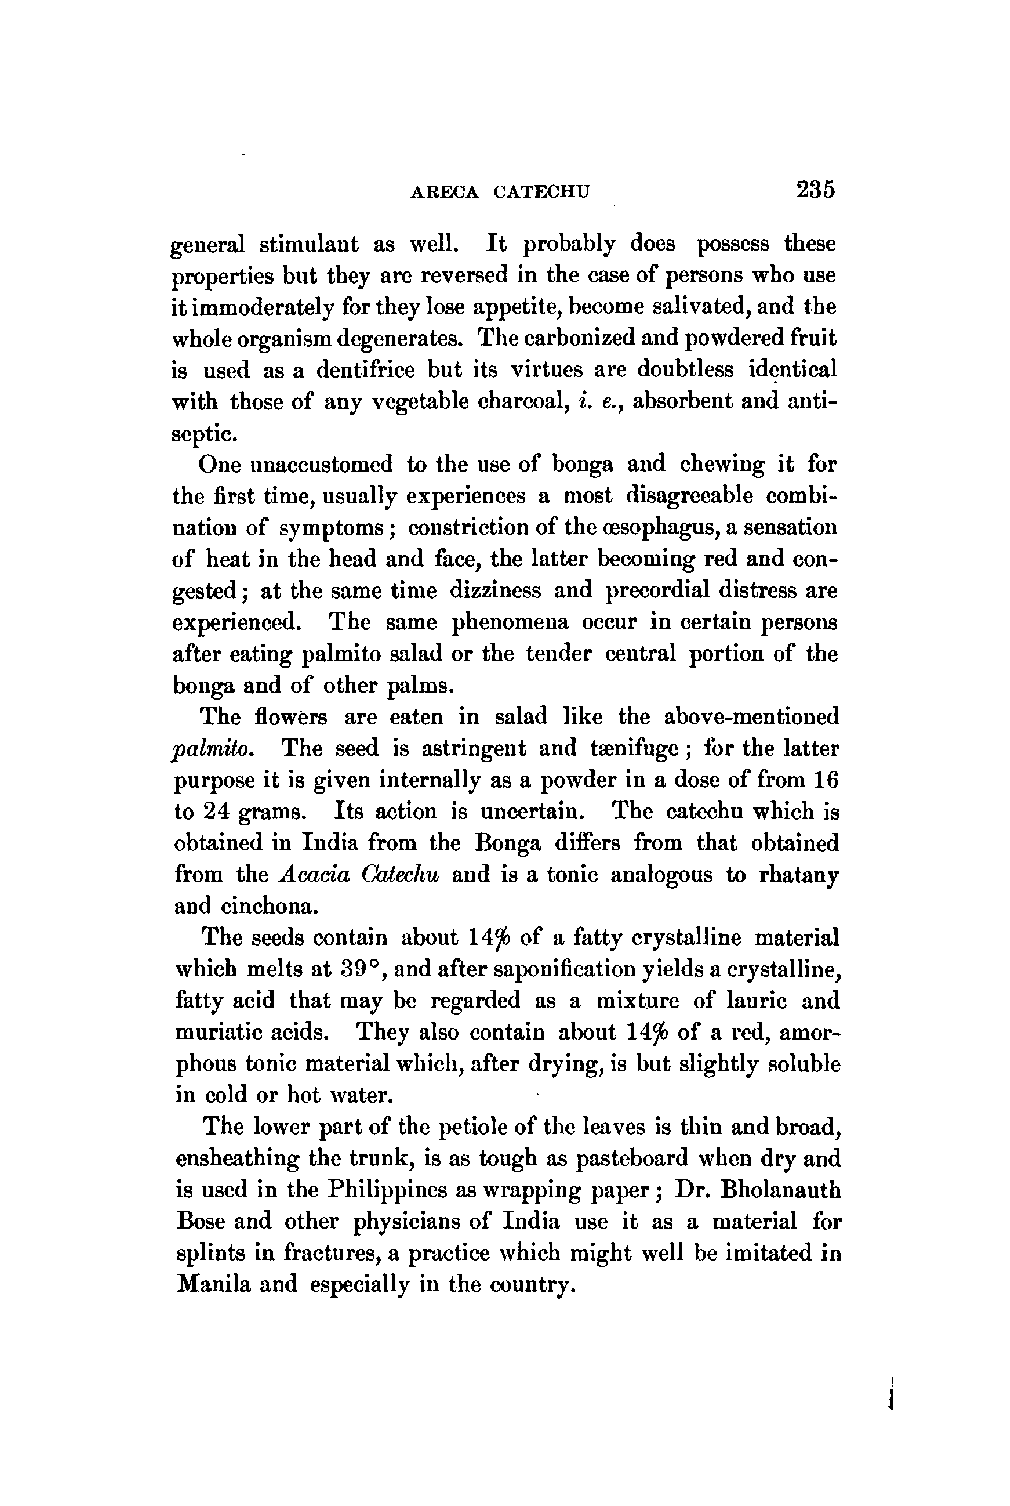 ARECA CATECHU 235
general stimulant as well. It probably does possess these
properties but they are reversed in the case of persons who use
it immoderately for they lose appetite, become salivated, and the
whole organism degenerates. The carbonized and powdered fruit
is used as a dentifrice but its virtues are doubtless identical
with those of any vegetable charcoal, i. e., absorbent and anti-
septic.
One unaccustomed to the use of bonga and chewing it for
the first time, usually experiences a most disagreeable combi-
nation of symptoms; constriction of the œsophagus, a sensation
of heat in the head and face, the latter becoming red and con-
gested; at the same time dizziness and precordial distress are
experienced. The same phenomena occur in certain persons
after eating palmito salad or the tender central portion of the
bonga and of other palms.
The flowers are eaten in salad like the above-mentioned
palmito. The seed is astringent and tænifuge; for the latter
purpose it is given internally as a powder in a dose of from 16
to 24 grams. Its action is uncertain. The catechu which is
obtained in India from the Bonga differs from that obtained
from the Acacia Catechu and is a tonic analogous to rhatany
and cinchona.
The seeds contain about 14% of a fatty crystalline material
which melts at 39°, and after saponification yields a crystalline,
fatty acid that may be regarded as a mixture of lauric and
muriatic acids. They also contain about 14% of a red, amor-
phous tonic material which, after drying, is but slightly soluble
in cold or hot water.
The lower part of the petiole of the leaves is thin and broad,
ensheathing the trunk, is as tough as pasteboard when dry and
is used in the Philippines as wrapping paper; Dr. Bholanauth
Bose and other physicians of India use it as a material for
splints in fractures, a practice which might well be imitated in
Manila and especially in the country.